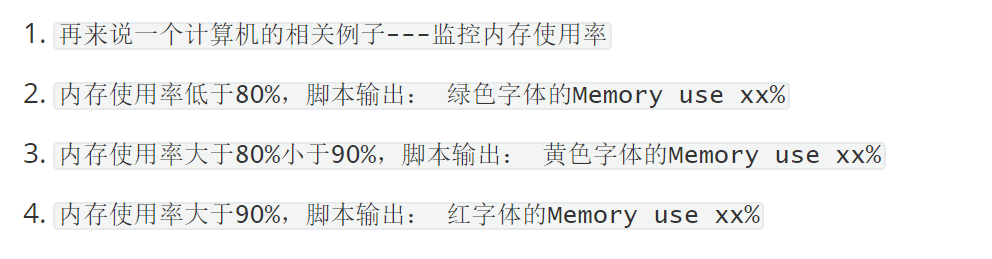 1. 再来说一个计算机的相关例子---监控内存使用率
2. 内存使用率低于80%，脚本输出： 绿色字体的Memory use xx%
3. 内存使用率大于80%小于90%，脚本输出： 黄色字体的Memory use xx%
4. 内存使用率大于90%，脚本输出： 红字体的Memory use xx%